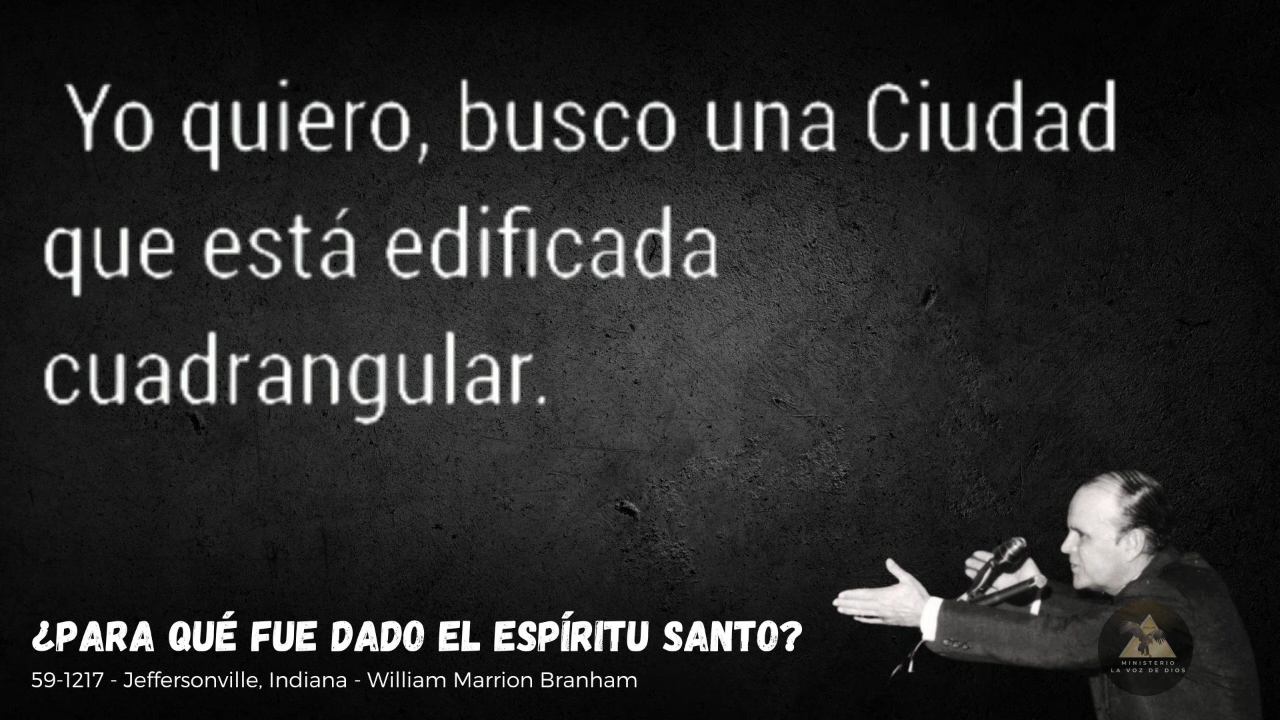 Yo quiero, busco una Ciudad
que está edificada
cuadrangular.
¿PARA QUÉ FUE DADO EL ESPÍRITU SANTO?
59-1217 - Jeffersonville, Indiana - William Marrion Branham
MINISTERIO
LA VOZ DE DIOS